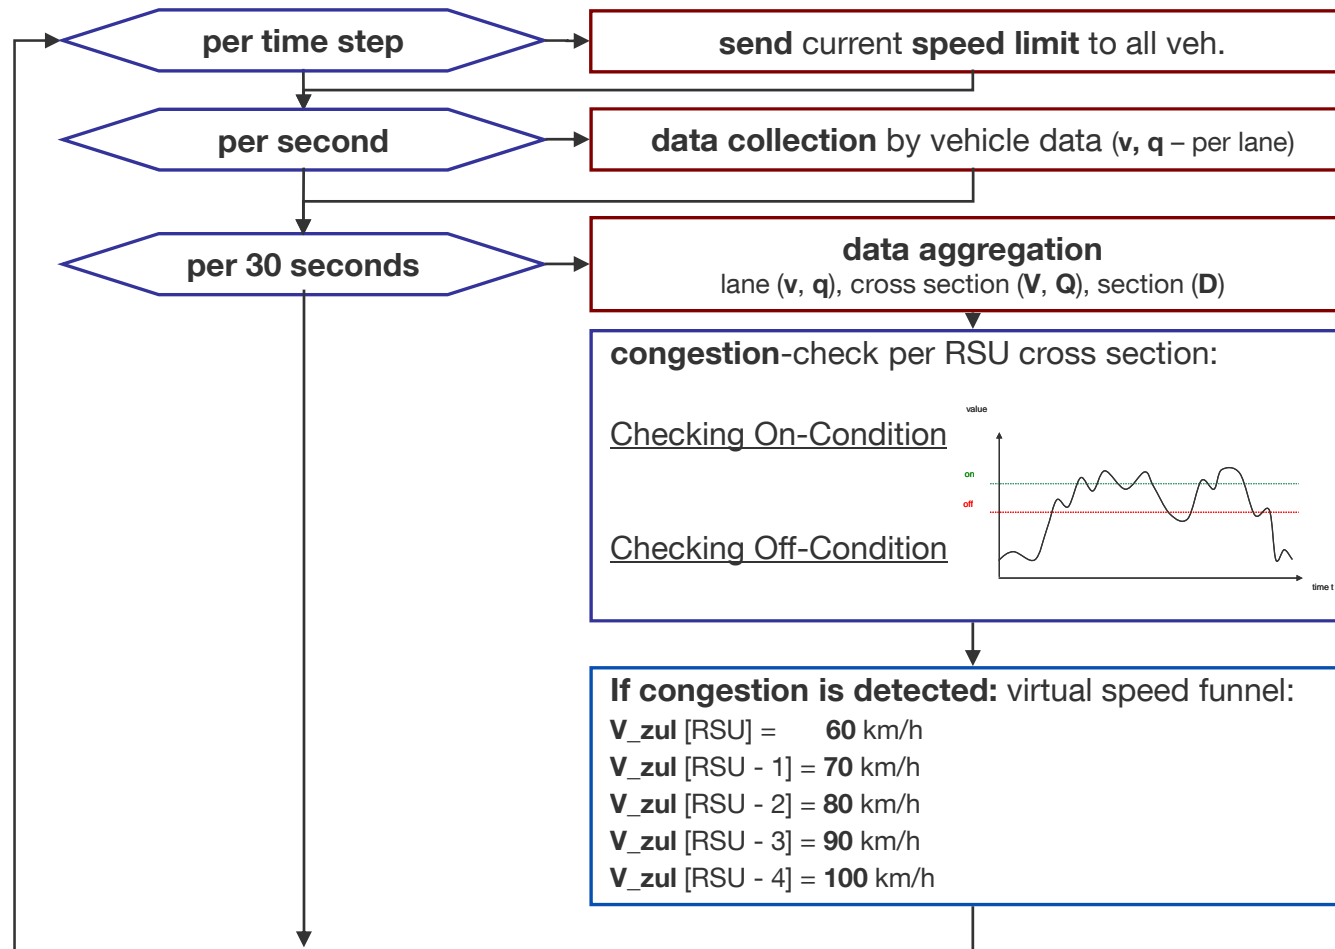 per time step
send current speed limit to all veh.
per second
data collection by vehicle data (v, q – per lane)
per 30 seconds
data aggregation
lane (v, q), cross section (V, Q), section (D)
congestion-check per RSU cross section:
Checking On-Condition
Checking Off-Condition
value
on
off
time t
If congestion is detected: virtual speed funnel:
V_zul [RSU] = 60 km/h
V_zul [RSU - 1] = 70 km/h
V_zul [RSU - 2] = 80 km/h
V_zul [RSU - 3] = 90 km/h
V_zul [RSU - 4] = 100 km/h